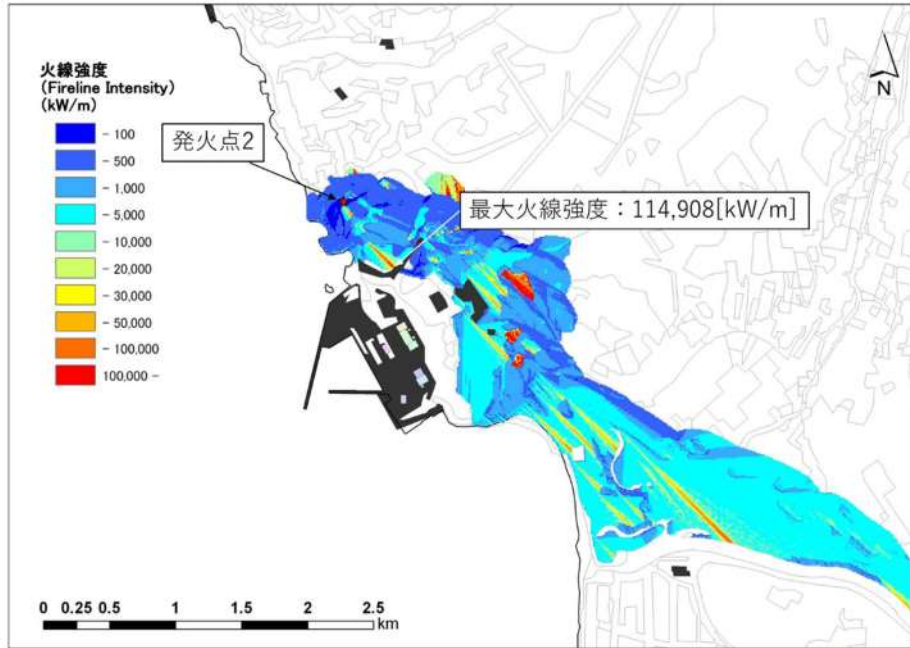 火線強度
(Fireline Intensity)
(kW/m)
- 100
- 500
- 1,000
- 5,000
- 10,000
- 20,000
- 30,000
- 50,000
- 100,000
100,000 -
発火点2
最大火線強度：114,908[kW/m]
N
0 0.25 0.5 1 1.5 2 2.5
km